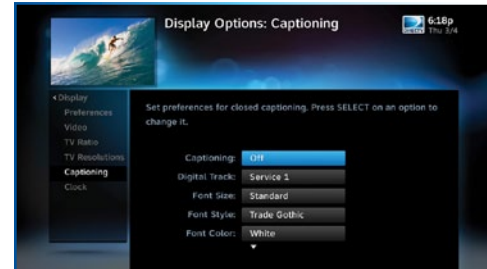 Display Options: Captioning
6:18p
Thu 3/4
Display
Preferences
Video
TV Ratio
TV Resolutions
Captioning
Clock
Set preferences for closed captioning. Press SELECT on an option to
change it.
Captioning: Off
Digital Track: Service 1
Font Size: Standard
Font Style: Trade Gothic
Font Color: White